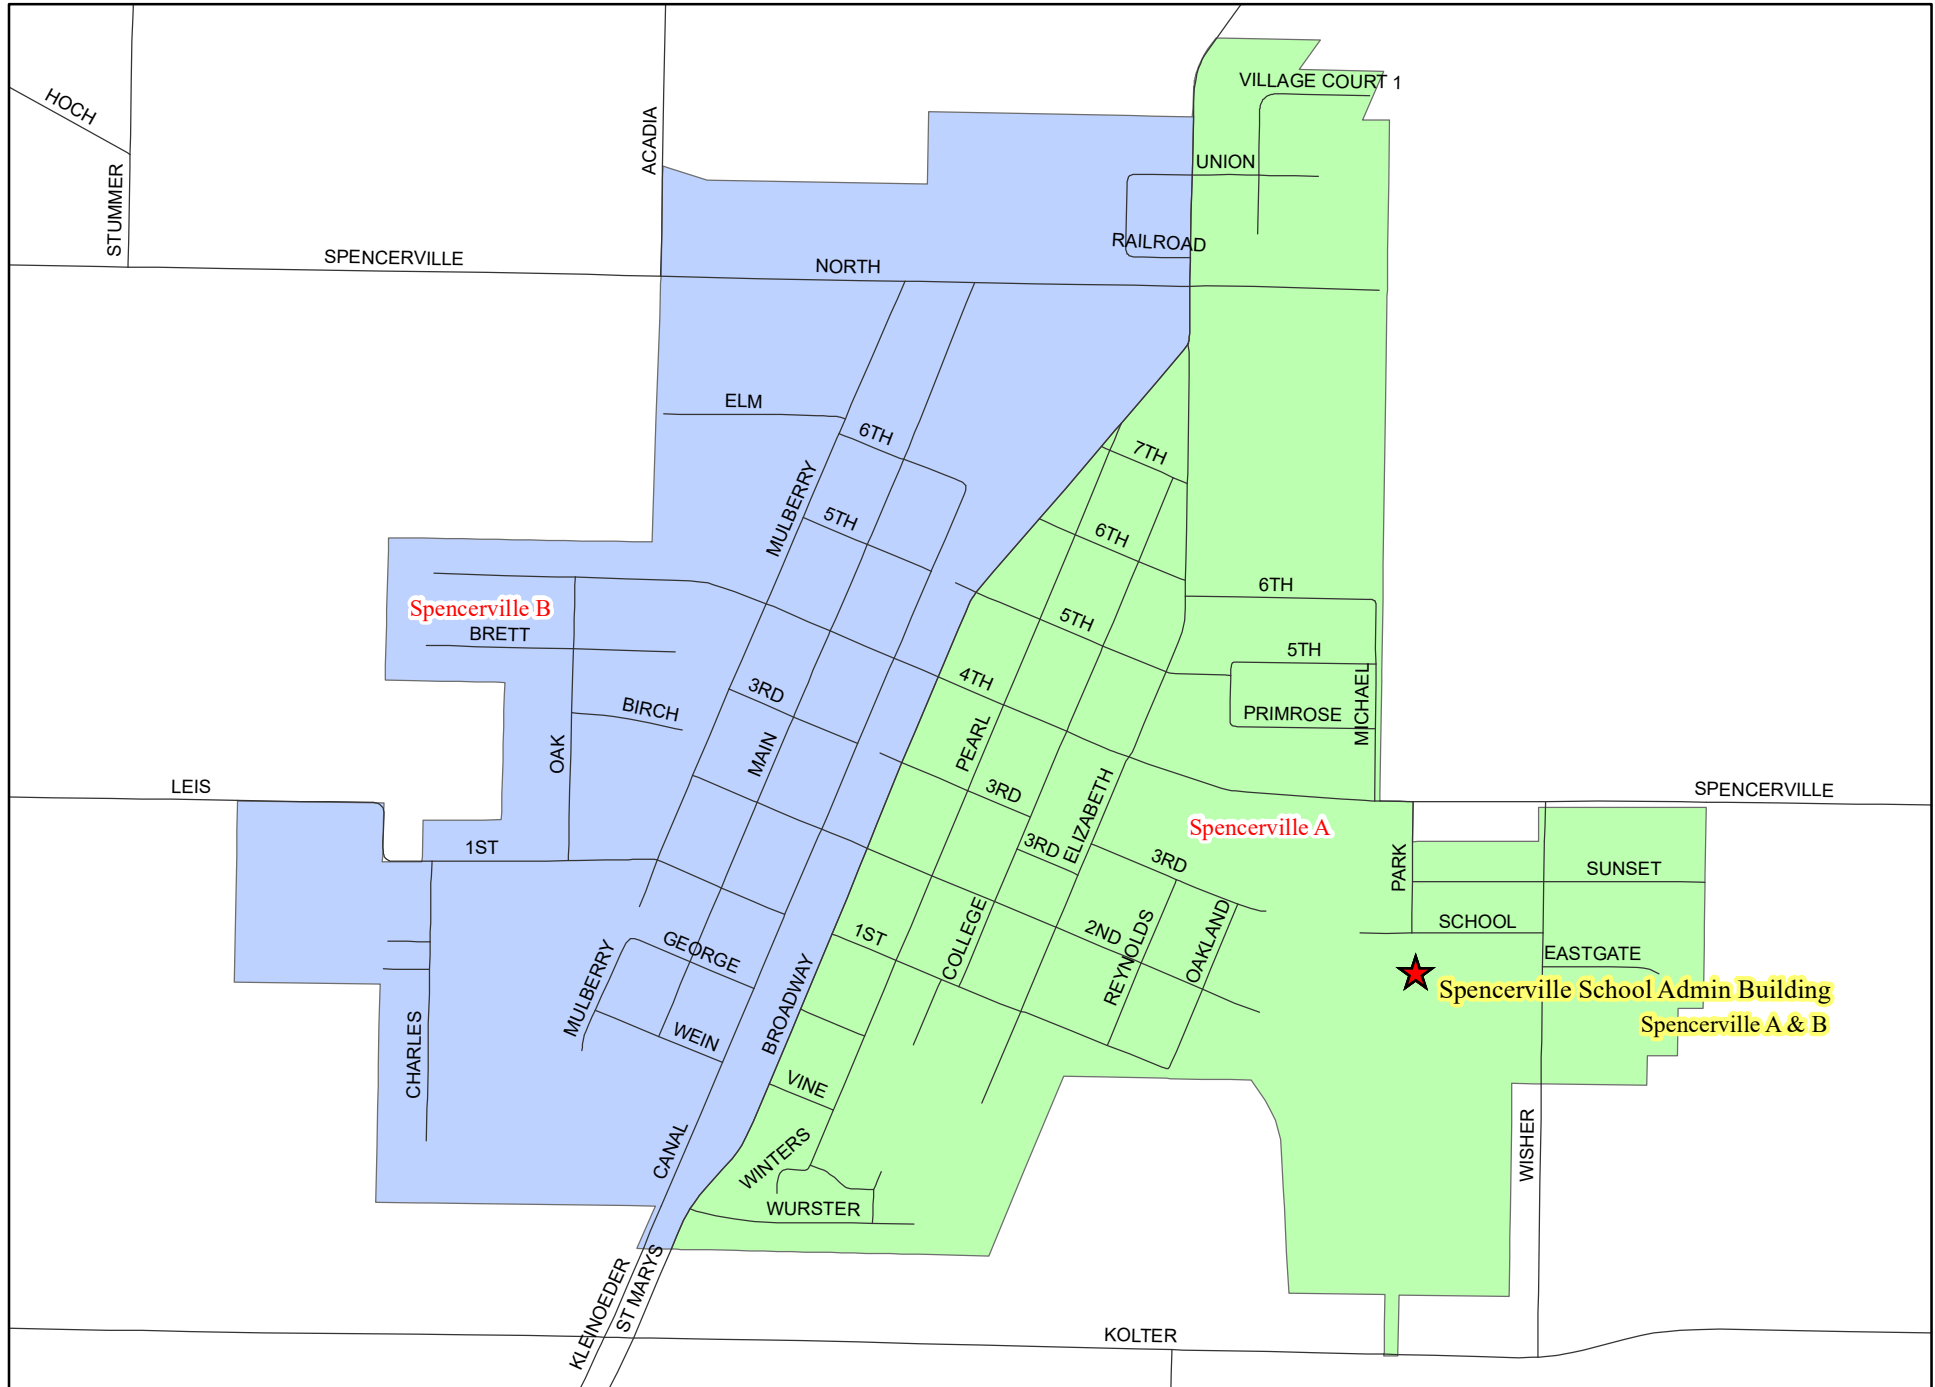 VILLAGE COURT 1
HOCH
ACADIA
UNION
STUMMER
RAILROAD
SPENCERVILLE
NORTH
ELM
6TH
7TH
MULBERRY
5TH
6TH
6TH
Spencerville B
BRETT
5TH
5TH
4TH
3RD
BIRCH
MICHAEL
PRIMROSE
OAK
MAIN
PEARL
LEIS
3RD
ELIZABETH
SPENCERVILLE
Spencerville A
1ST
3RD
3RD
PARK
SUNSET
SCHOOL
COLLEGE
1ST
2ND
REYNOLDS
OAKLAND
GEORGE
EASTGATE
MULBERRY
BROADWAY
Spencerville School Admin Building
Spencerville A & B
WEIN
CHARLES
VINE
CANAL
WINTERS
WISHER
WURSTER
KLEINOEDER
ST MARYS
KOLTER